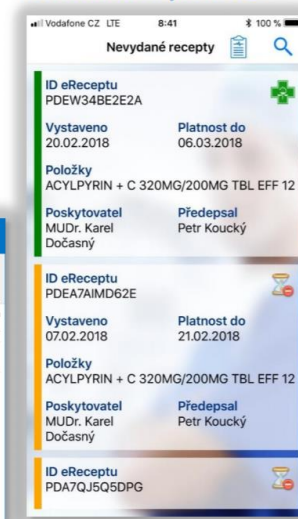 Vodafone CZ LTE 8:41 100 %
Nevydané recepty
ID eReceptu
PDEW34BE2E2A
Vystaveno Platnost do
20.02.2018 06.03.2018
Položky
ACYLPYRIN + C 320MG/200MG TBL EFF 12
Poskytovatel Předepsal
MUDr. Karel Petr Koucký
Dočasný
ID eReceptu
PDEA7AIMD62E
Vystaveno Platnost do
07.02.2018 21.02.2018
Položky
ACYLPYRIN + C 320MG/200MG TBL EFF 12
Poskytovatel Předepsal
MUDr. Karel Petr Koucký
Dočasný
ID eReceptu
PDA7QJ5Q5DPG